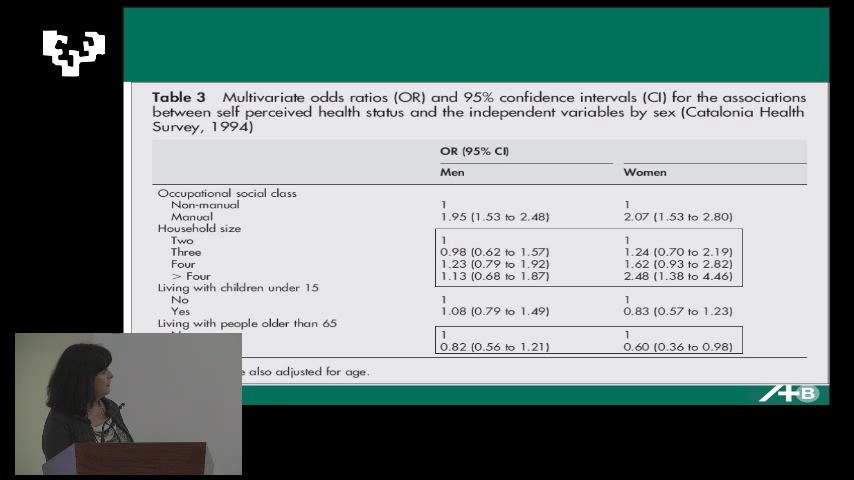 Table 3 Multivariate odds ratios (OR) and 95% confidence intervals (CI) for the associations
between self perceived health status and the independent variables by sex (Catalonia Health
Survey, 1994)
OR (95% CI)
Men Women
Occupational social class
Non-manual 1 1
Manual 1.95 (1.53 to 2.48) 2.07 (1.53 to 2.80)
Household size
Two 1 1
Three 0.98 (0.62 to 1.57) 1.24 (0.70 to 2.19)
Four 1.23 (0.79 to 1.92) 1.62 (0.93 to 2.82)
> Four 1.13 (0.68 to 1.87) 2.48 (1.38 to 4.46)
Living with children under 15
No 1 1
Yes 1.08 (0.79 to 1.49) 0.83 (0.57 to 1.23)
Living with people older than 65
1 1
0.82 (0.56 to 1.21) 0.60 (0.36 to 0.98)
also adjusted for age.
B